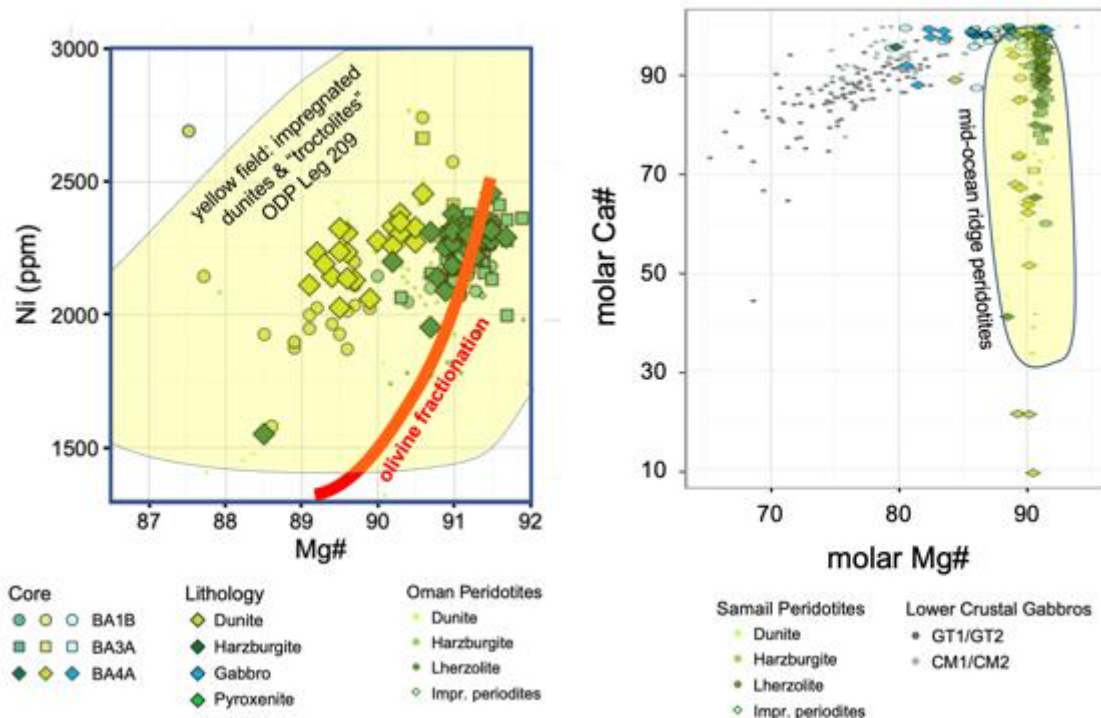 3000
2500
2000
1500
Ni (ppm)
yellow field: impregnated
dunites & "troctolites"
ODP Leg 209
olivine fractionation
87
88
89
90
91
92
Mg#
Core
BA1B
BA3A
BA4A
Lithology
Dunite
Harzburgite
Gabbro
Pyroxenite
Oman Peridotites
Dunite
Harzburgite
Lherzolite
Impr. periodites
90
70
50
30
10
molar Ca#
mid-ocean ridge peridotites
70
80
90
molar Mg#
Samail Peridotites
Dunite
Harzburgite
Lherzolite
Impr. periodites
Lower Crustal Gabbros
GT1/GT2
CM1/CM2